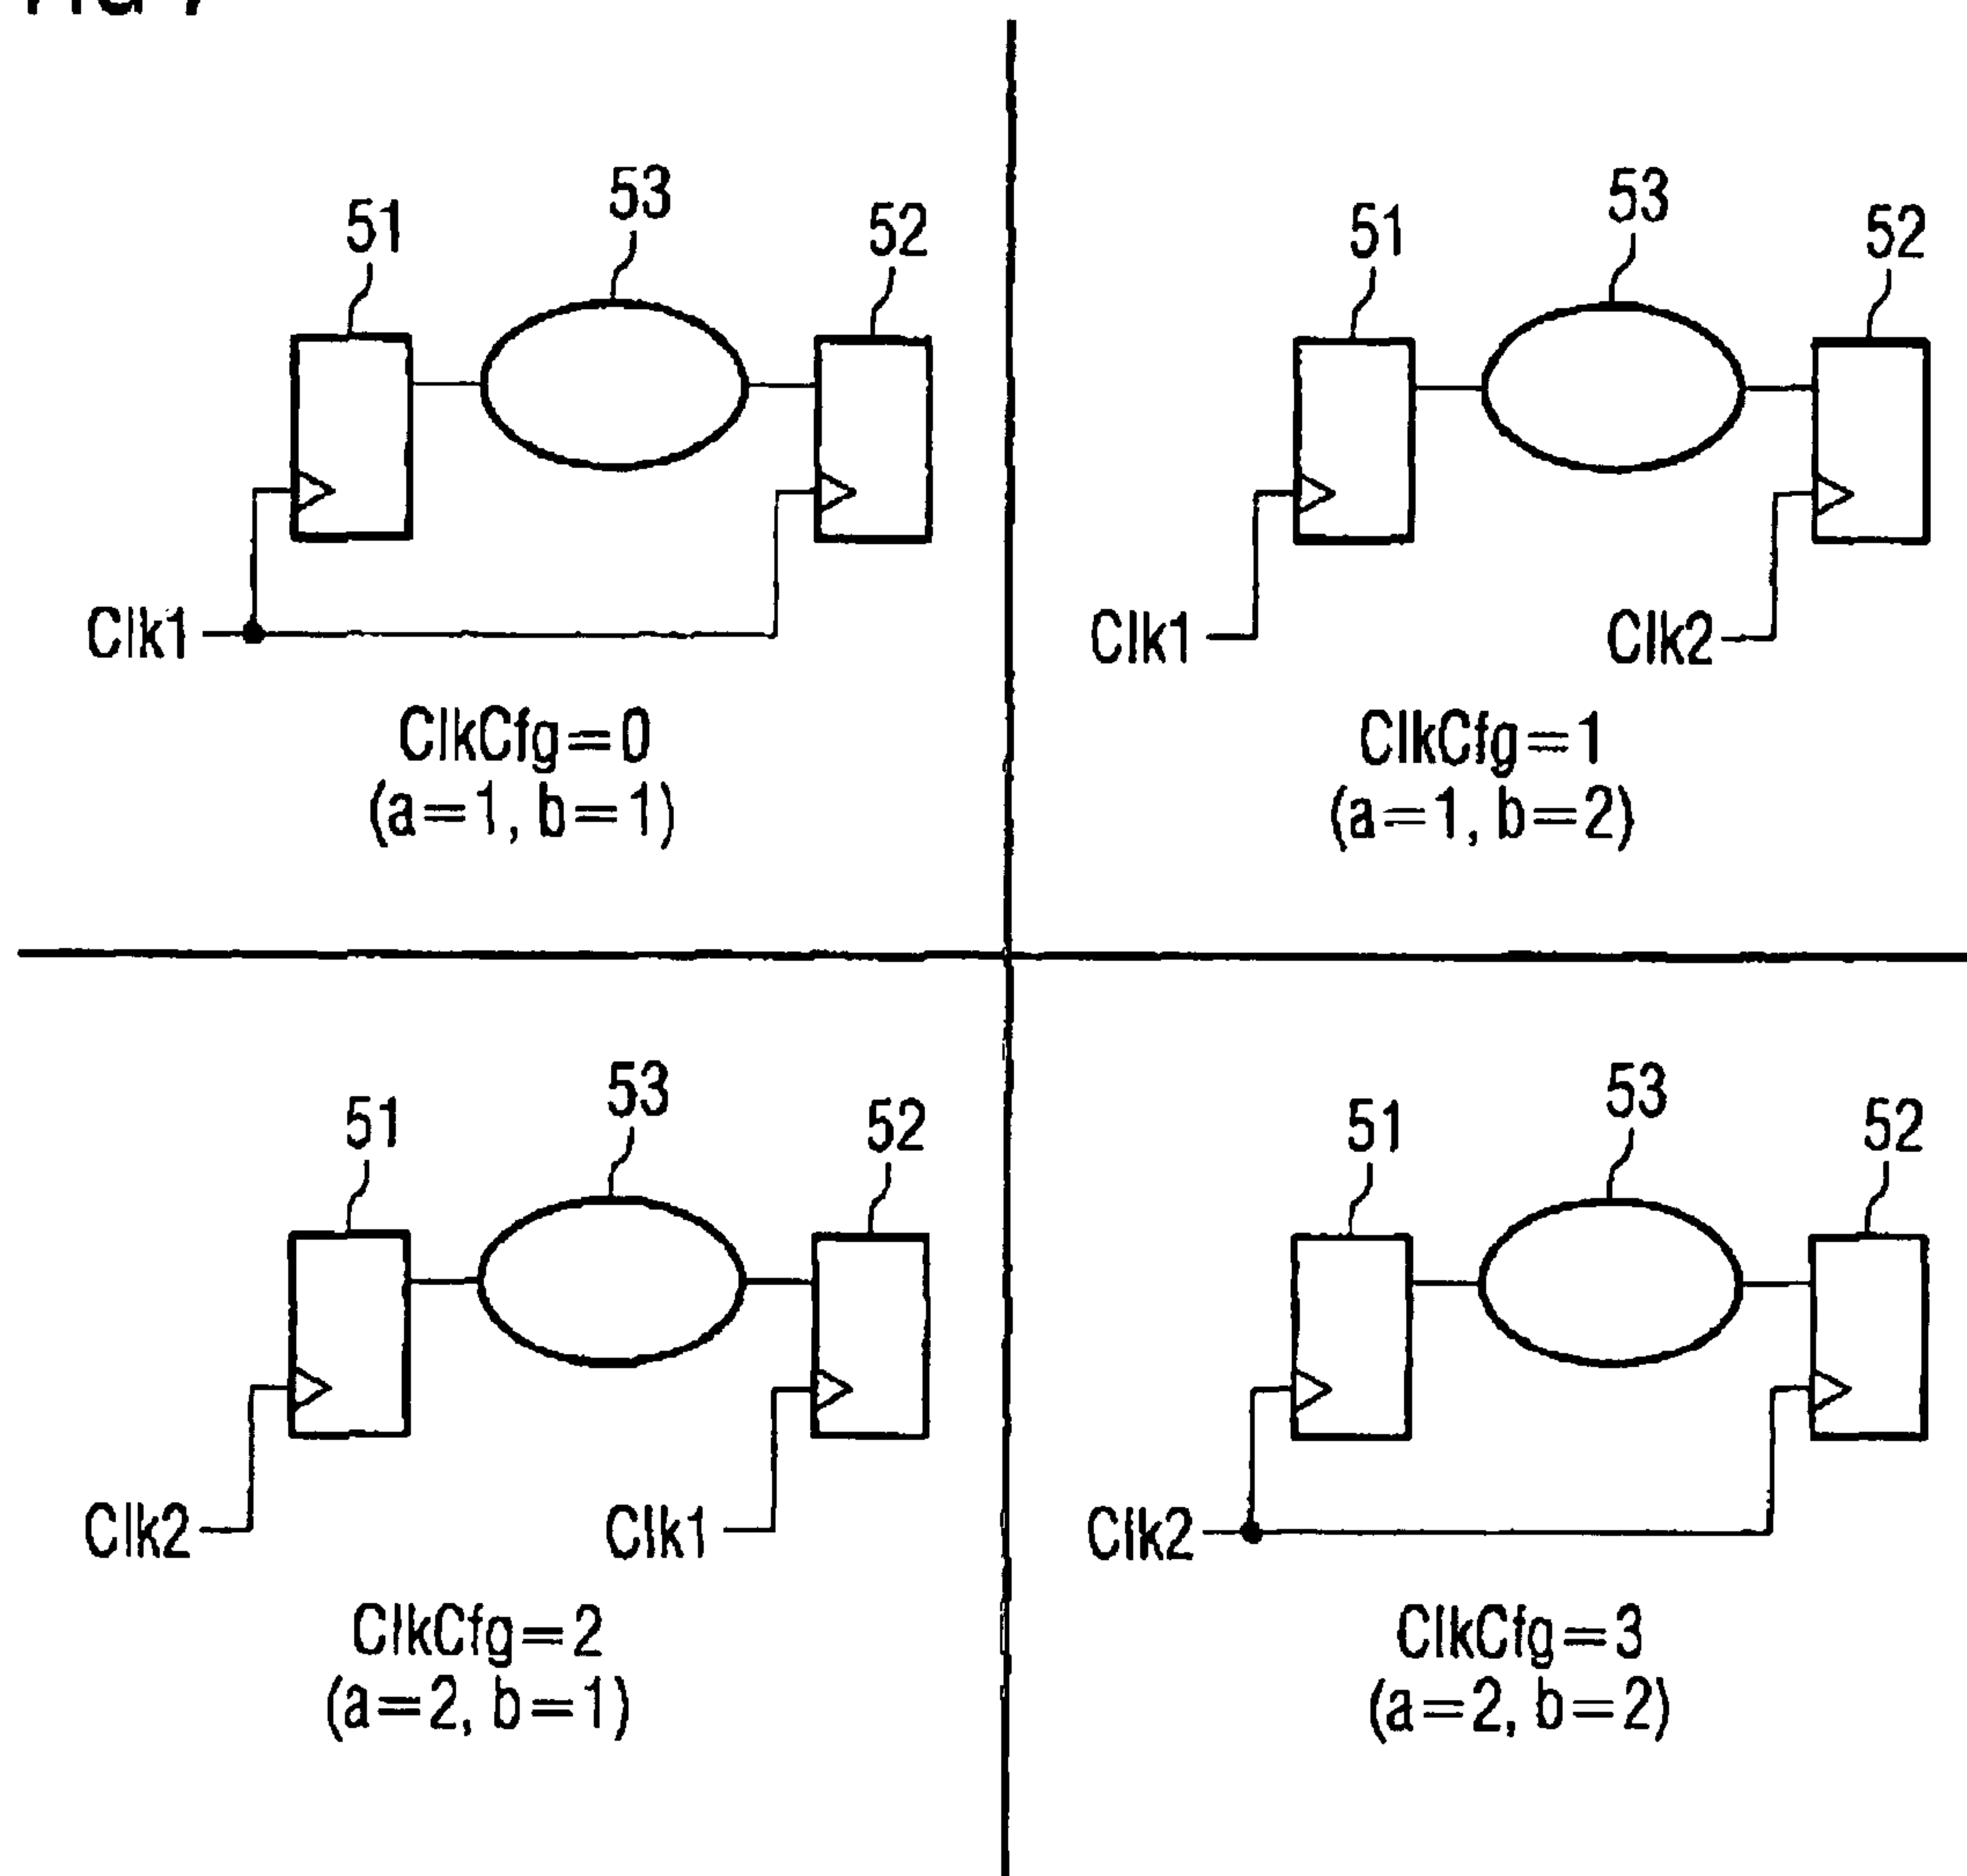 51
53
52
Clk1
ClkCfg=0
(a=1, b=1)
51
53
52
Clk1
Clk2
ClkCfg=1
(a=1, b=2)
51
53
52
Clk2
Clk1
ClkCfg=2
(a=2, b=1)
51
53
52
Clk2
ClkCfg=3
(a=2, b=2)